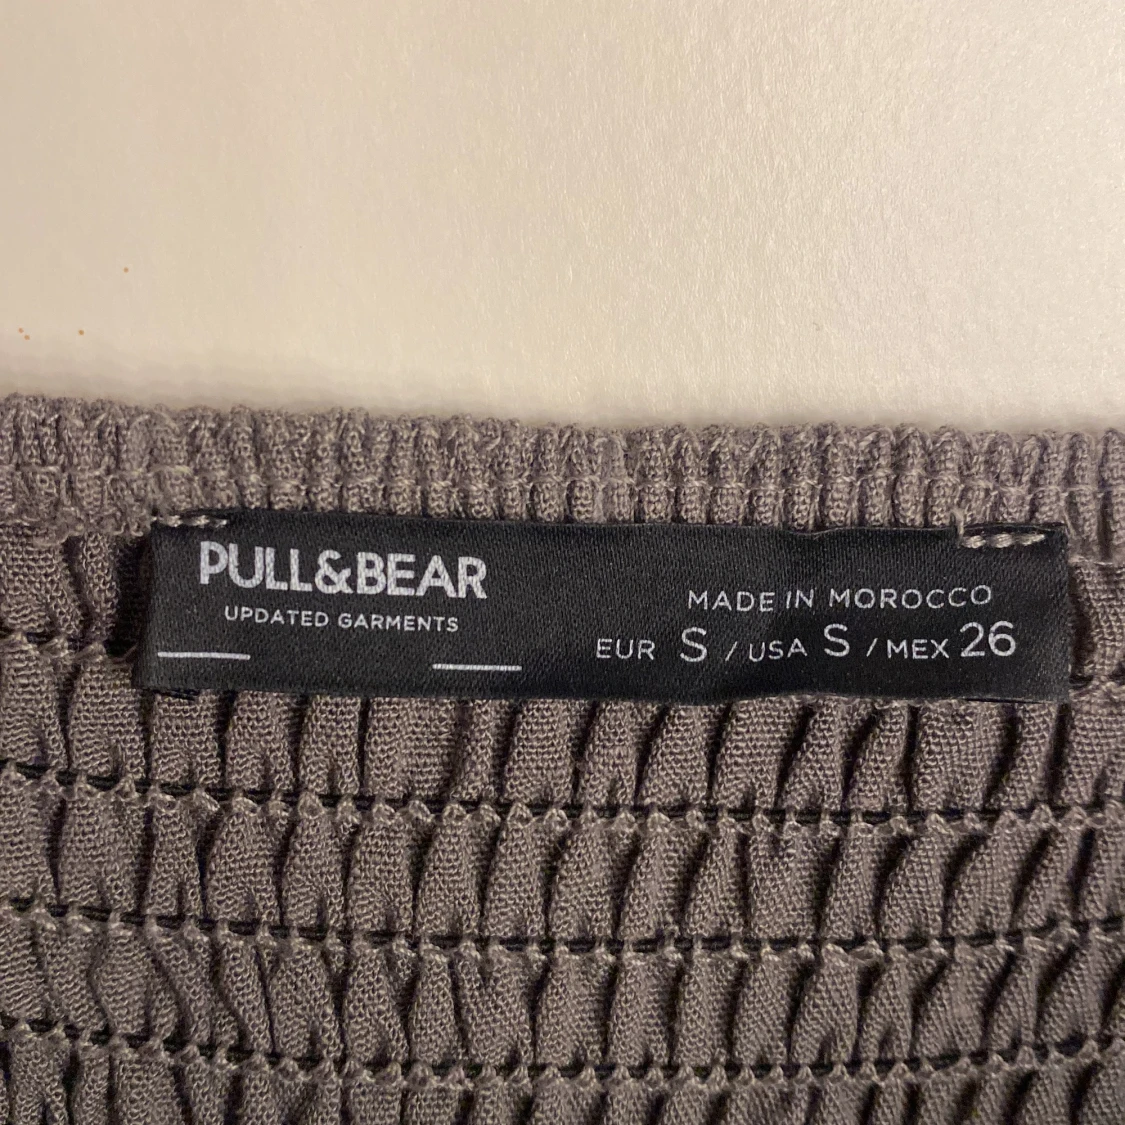 PULL&BEAR
UPDATED GARMENTS
MADE IN MOROCCO
EUR S / USA S / MEX 26